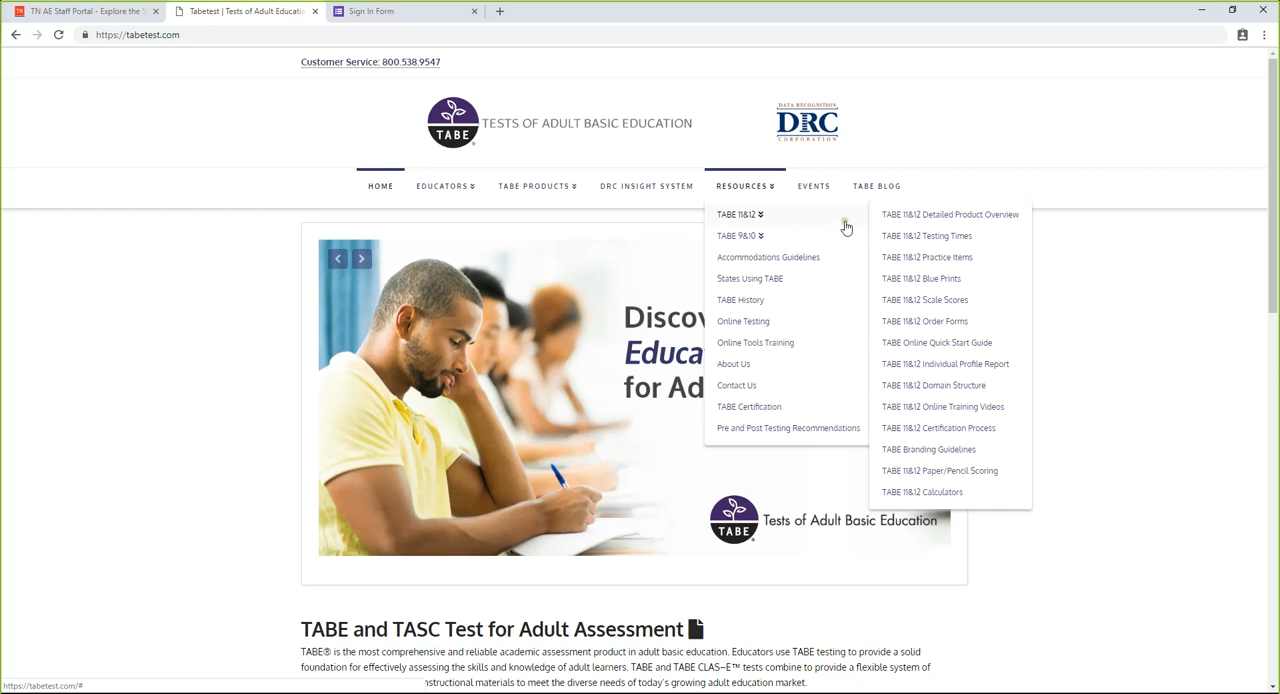 TN AE Staff Portal - Explore the S
Tabetest | Tests of Adult Educatio
Sign In Form
https://tabetest.com
Customer Service: 800.538.9547
TABE
TESTS OF ADULT BASIC EDUCATION
DATA RECOGNITION
DRC
CORPORATION
HOME
EDUCATORS
TABE PRODUCTS
DRC INSIGHT SYSTEM
RESOURCES
EVENTS
TABE BLOG
TABE 11&12
TABE 9&10
Accommodations Guidelines
States Using TABE
TABE History
Online Testing
Online Tools Training
About Us
Contact Us
TABE Certification
Pre and Post Testing Recommendations
TABE 11&12 Detailed Product Overview
TABE 11&12 Testing Times
TABE 11&12 Practice Items
TABE 11&12 Blue Prints
TABE 11&12 Scale Scores
TABE 11&12 Order Forms
TABE Online Quick Start Guide
TABE 11&12 Individual Profile Report
TABE 11&12 Domain Structure
TABE 11&12 Online Training Videos
TABE 11&12 Certification Process
TABE Branding Guidelines
TABE 11&12 Paper/Pencil Scoring
TABE 11&12 Calculators
Discov
Educa
for Ad
TABE
Tests of Adult Basic Education
TABE and TASC Test for Adult Assessment
TABE® is the most comprehensive and reliable academic assessment product in adult basic education. Educators use TABE testing to provide a solid
foundation for effectively assessing the skills and knowledge of adult learners. TABE and TABE CLAS–E™ tests combine to provide a flexible system of
nstructional materials to meet the diverse needs of today's growing adult education market.
https://tabetest.com/#